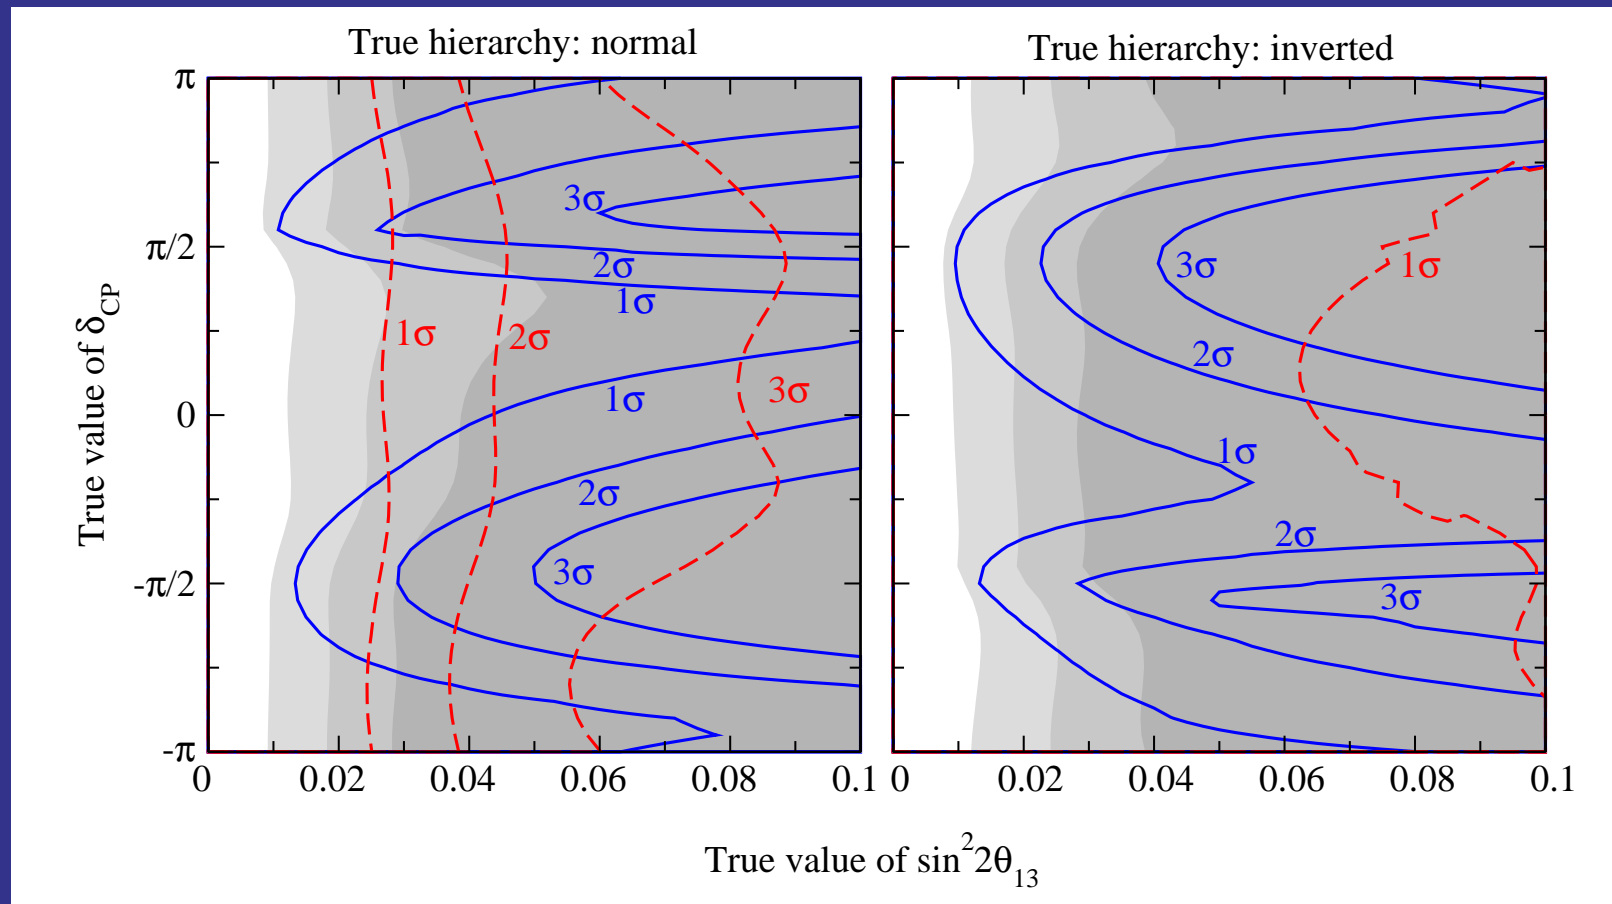 True hierarchy: normal
True hierarchy: inverted
π
π/2
0
-π/2
-π
True value of δCP
3σ
2σ
1σ
1σ
2σ
1σ
3σ
2σ
3σ
3σ
1σ
2σ
1σ
2σ
3σ
0
0.02
0.04
0.06
0.08
0.1
0
0.02
0.04
0.06
0.08
0.1
True value of sin²2θ₁₃